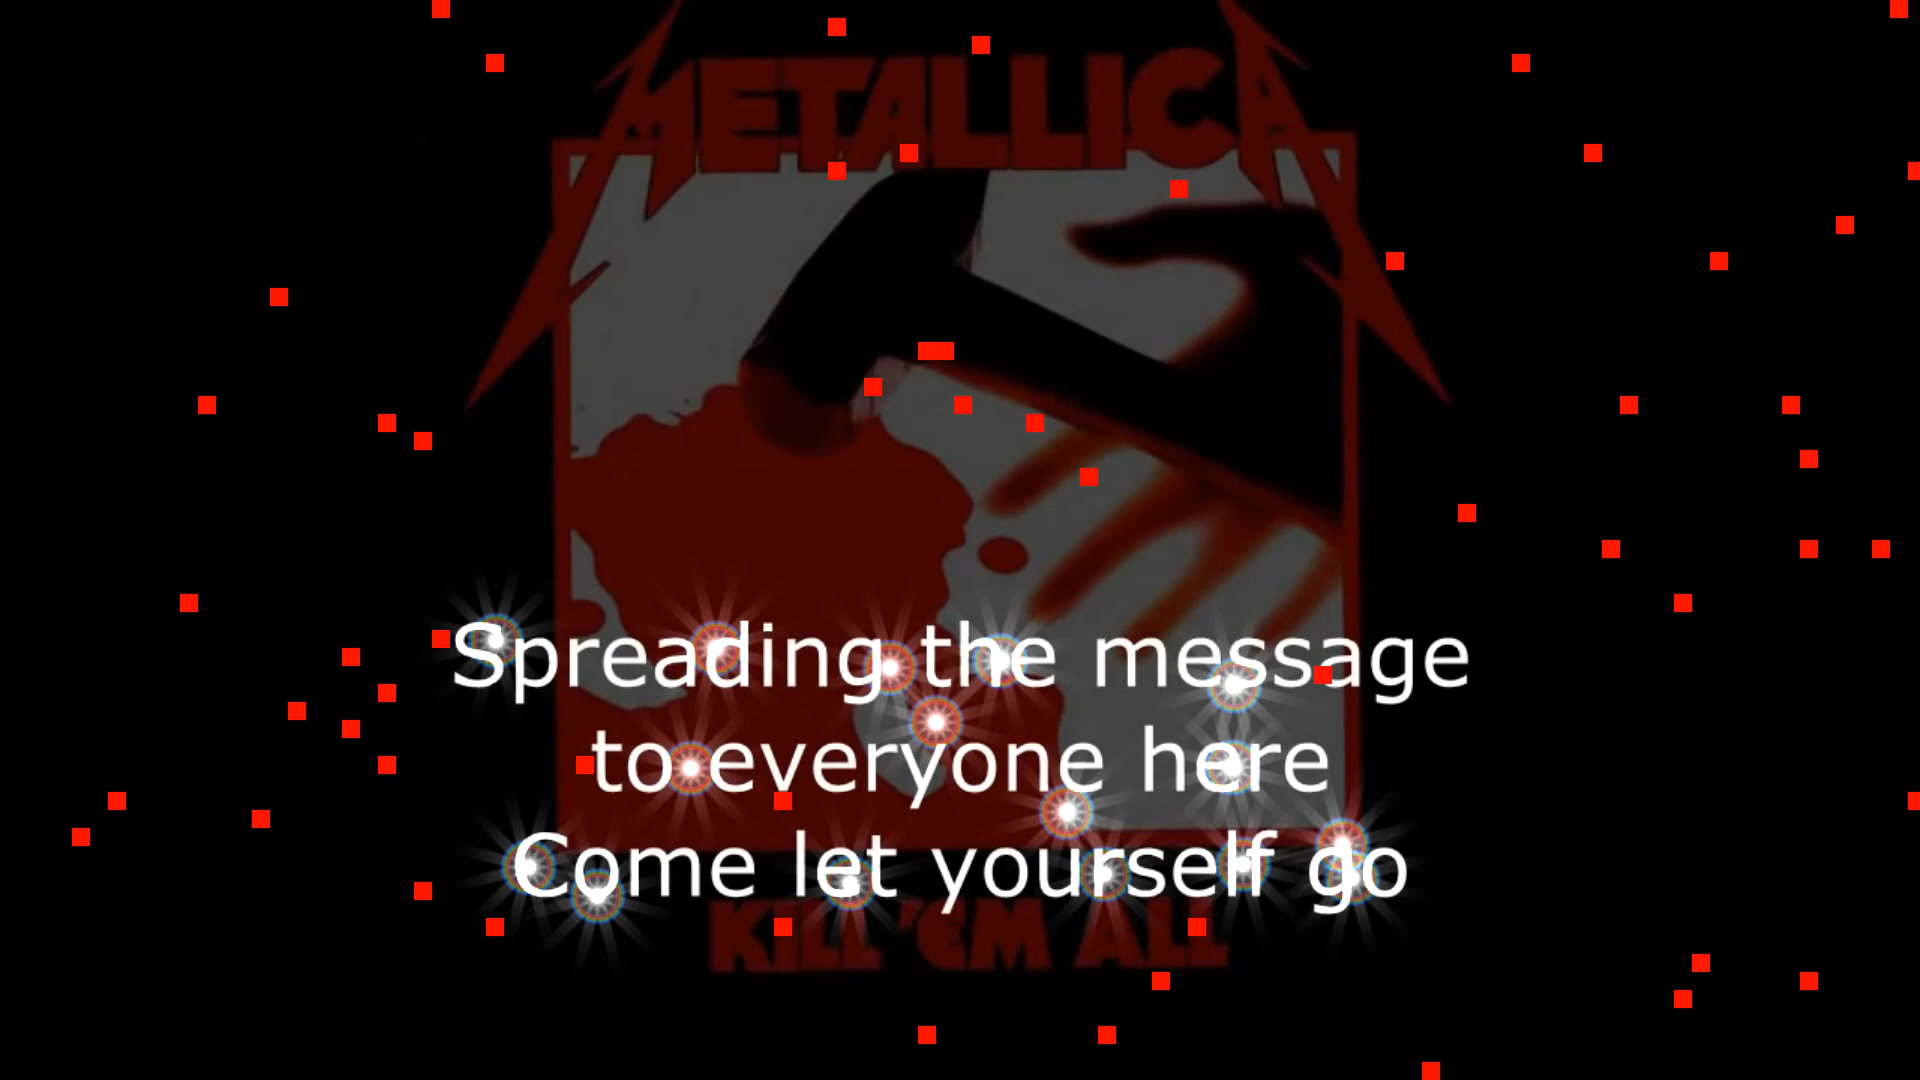 METALLICA
Spreading the message
to everyone here
Come let yourself go
KILL 'EM ALL